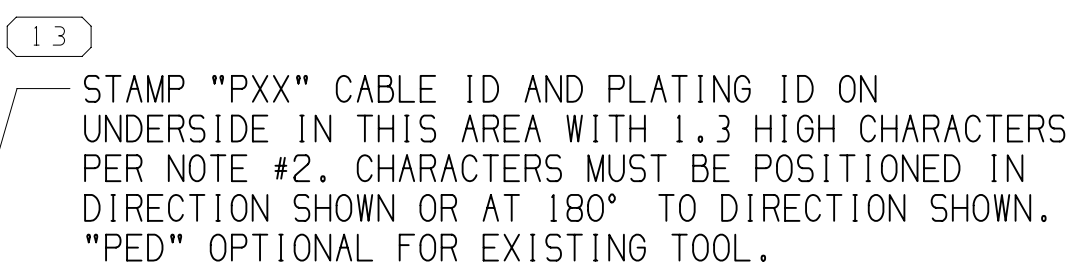 13
STAMP "PXX" CABLE ID AND PLATING ID ON
UNDERSIDE IN THIS AREA WITH 1.3 HIGH CHARACTERS
PER NOTE #2. CHARACTERS MUST BE POSITIONED IN
DIRECTION SHOWN OR AT 180° TO DIRECTION SHOWN.
"PED" OPTIONAL FOR EXISTING TOOL.